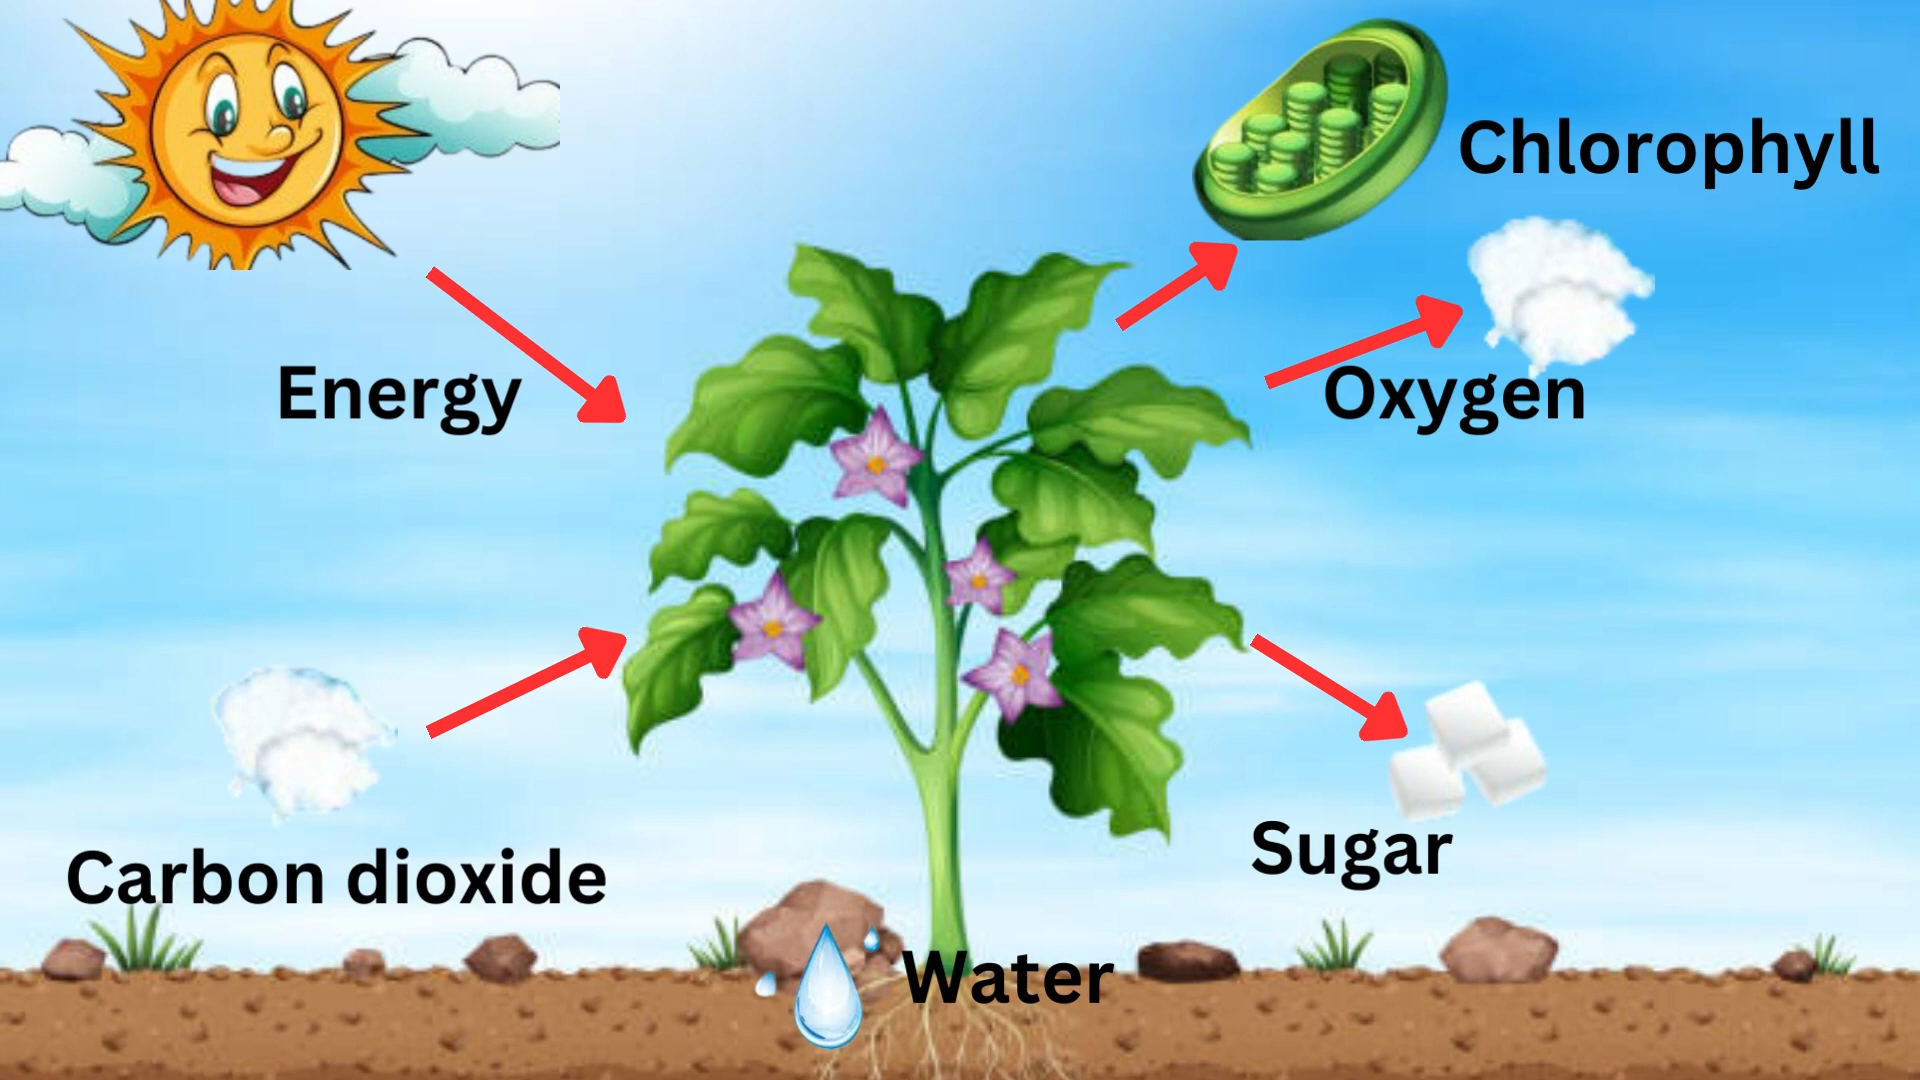 Chlorophyll
Energy
Oxygen
Carbon dioxide
Sugar
Water